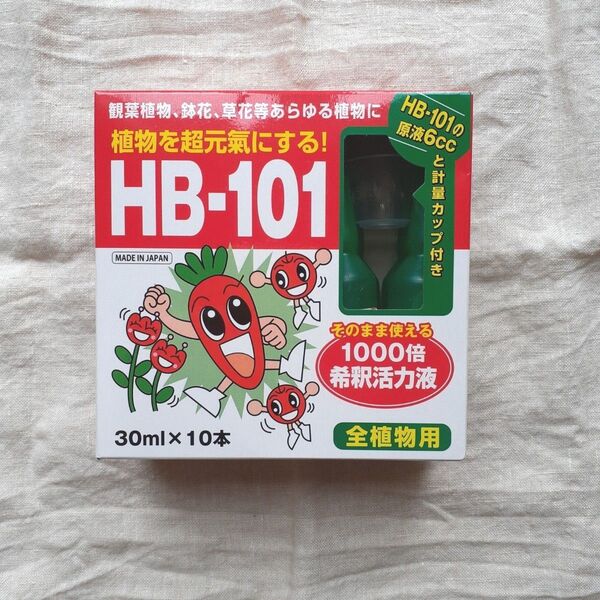 観葉植物、鉢花、草花等あらゆる植物に
植物を超元氣にする!
HB-101
MADE IN JAPAN
HB-101の
原液6cc
と計量カップ付き
そのまま使える
1000倍
希釈活力液
30ml×10本
全植物用